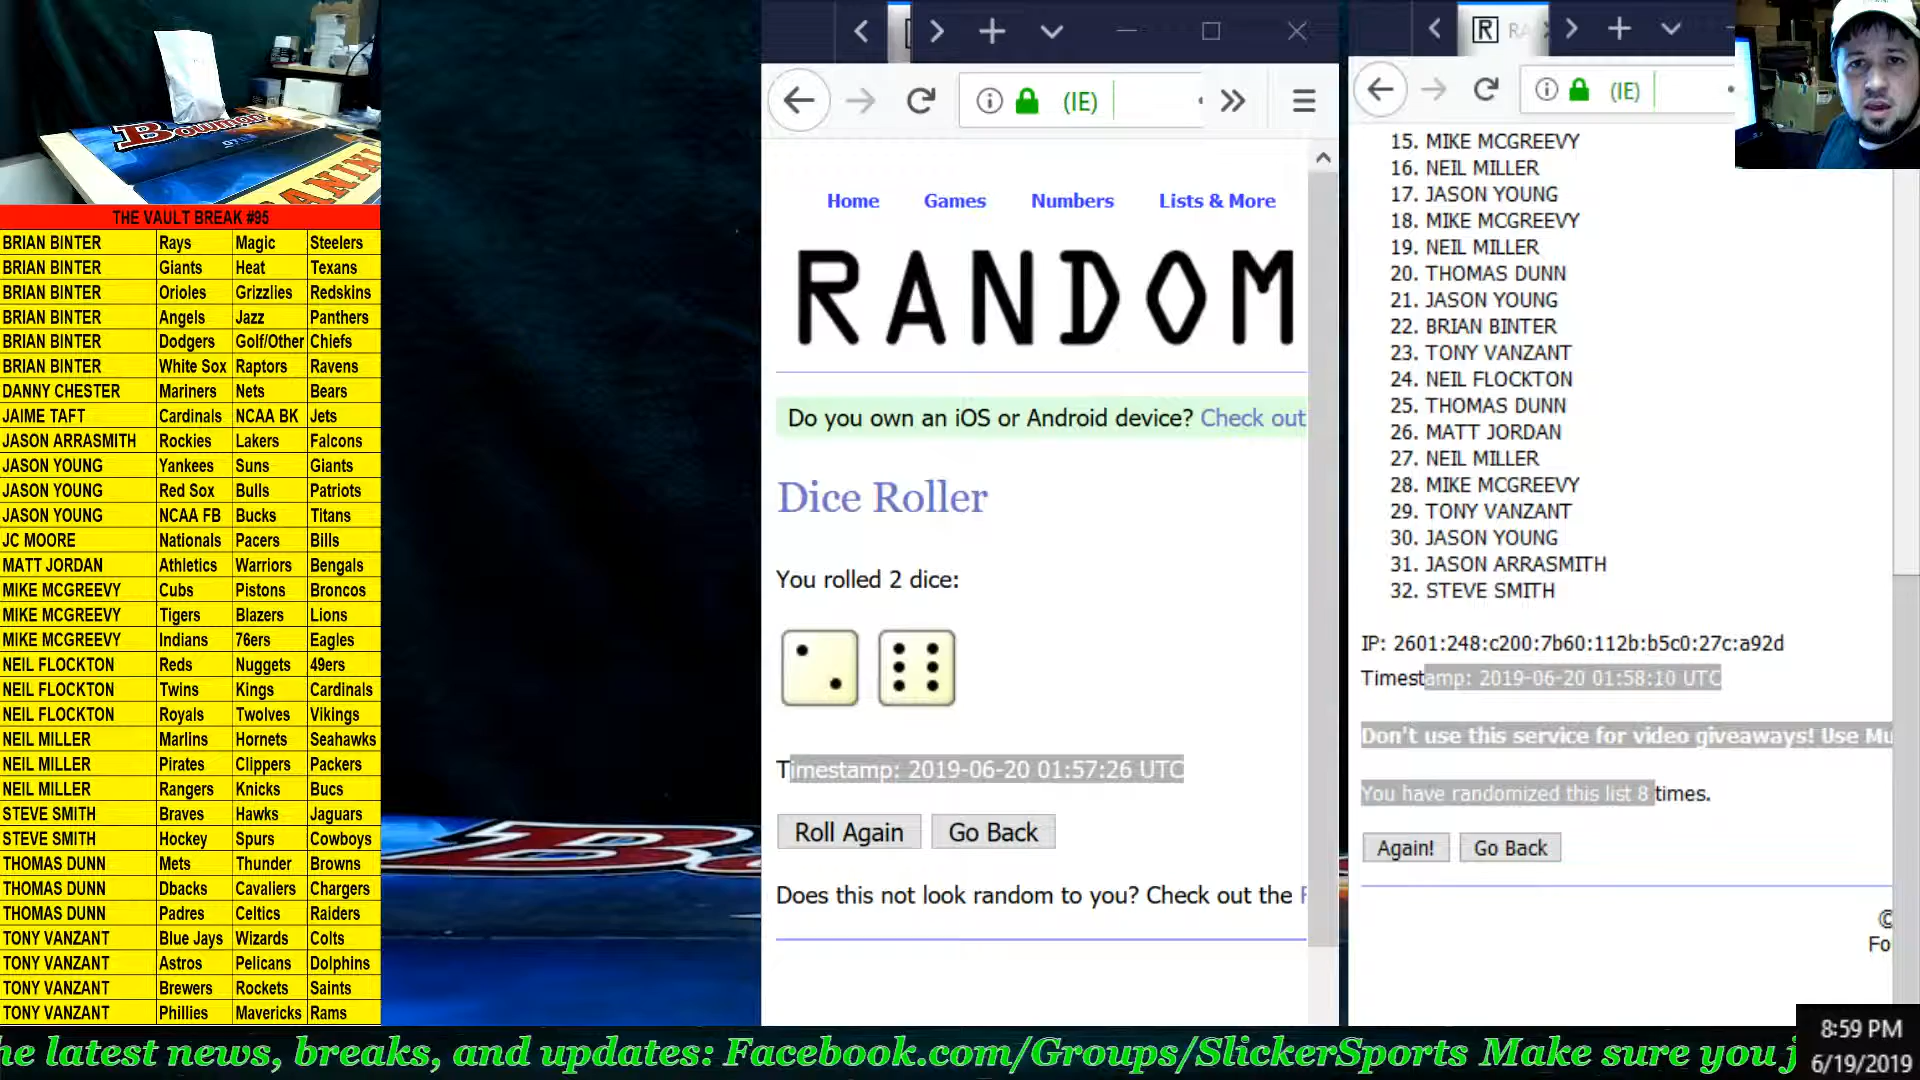 Bowman
PANINI
THE VAULT BREAK #95
BRIAN BINTER Rays Magic Steelers
BRIAN BINTER Giants Heat Texans
BRIAN BINTER Orioles Grizzlies Redskins
BRIAN BINTER Angels Jazz Panthers
BRIAN BINTER Dodgers Golf/Other Chiefs
BRIAN BINTER White Sox Raptors Ravens
DANNY CHESTER Mariners Nets Bears
JAIME TAFT Cardinals NCAA BK Jets
JASON ARRASMITH Rockies Lakers Falcons
JASON YOUNG Yankees Suns Giants
JASON YOUNG Red Sox Bulls Patriots
JASON YOUNG NCAA FB Bucks Titans
JC MOORE Nationals Pacers Bills
MATT JORDAN Athletics Warriors Bengals
MIKE MCGREEVY Cubs Pistons Broncos
MIKE MCGREEVY Tigers Blazers Lions
MIKE MCGREEVY Indians 76ers Eagles
NEIL FLOCKTON Reds Nuggets 49ers
NEIL FLOCKTON Twins Kings Cardinals
NEIL FLOCKTON Royals Twolves Vikings
NEIL MILLER Marlins Hornets Seahawks
NEIL MILLER Pirates Clippers Packers
NEIL MILLER Rangers Knicks Bucs
STEVE SMITH Braves Hawks Jaguars
STEVE SMITH Hockey Spurs Cowboys
THOMAS DUNN Mets Thunder Browns
THOMAS DUNN Dbacks Cavaliers Chargers
THOMAS DUNN Padres Celtics Raiders
TONY VANZANT Blue Jays Wizards Colts
TONY VANZANT Astros Pelicans Dolphins
TONY VANZANT Brewers Rockets Saints
TONY VANZANT Phillies Mavericks Rams
(IE)
Home Games Numbers Lists & More
RANDOM
Do you own an iOS or Android device? Check out
Dice Roller
You rolled 2 dice:
Timestamp: 2019-06-20 01:57:26 UTC
Roll Again Go Back
Does this not look random to you? Check out the
R
(IE)
15. MIKE MCGREEVY
16. NEIL MILLER
17. JASON YOUNG
18. MIKE MCGREEVY
19. NEIL MILLER
20. THOMAS DUNN
21. JASON YOUNG
22. BRIAN BINTER
23. TONY VANZANT
24. NEIL FLOCKTON
25. THOMAS DUNN
26. MATT JORDAN
27. NEIL MILLER
28. MIKE MCGREEVY
29. TONY VANZANT
30. JASON YOUNG
31. JASON ARRASMITH
32. STEVE SMITH
IP: 2601:248:c200:7b60:112b:b5c0:27c:a92d
Timestamp: 2019-06-20 01:58:10 UTC
Don't use this service for video giveaways! Use Mu
You have randomized this list 8 times.
Again! Go Back
©
Fo
he latest news, breaks, and updates: Facebook.com/Groups/SlickerSports Make sure you j
8:59 PM
6/19/2019